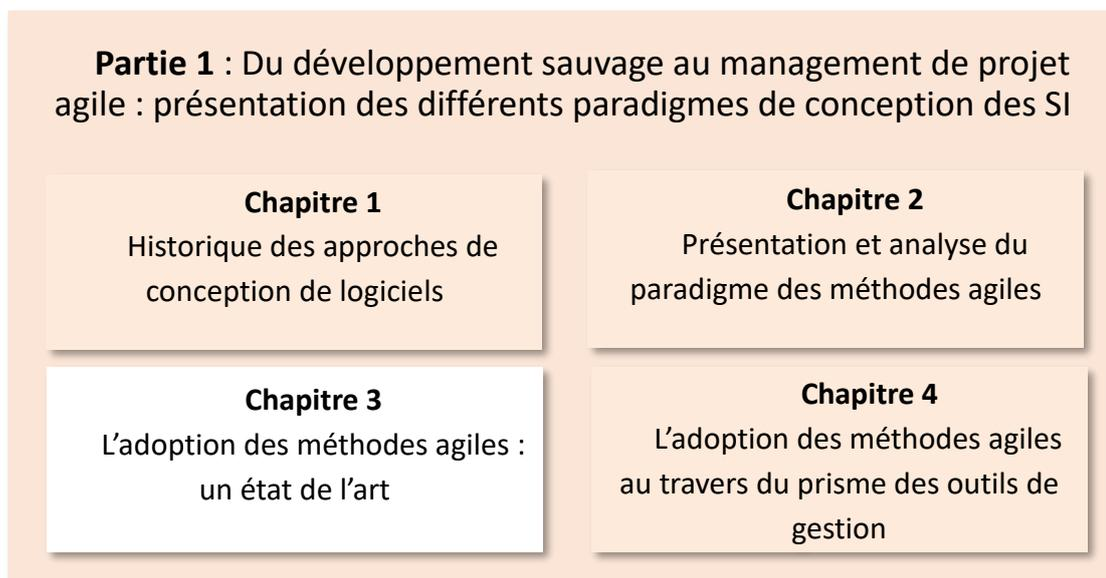 Partie 1 : Du développement sauvage au management de projet
agile : présentation des différents paradigmes de conception des SI
Chapitre 1
Historique des approches de
conception de logiciels
Chapitre 2
Présentation et analyse du
paradigme des méthodes agiles
Chapitre 3
L’adoption des méthodes agiles :
un état de l’art
Chapitre 4
L’adoption des méthodes agiles
au travers du prisme des outils de
gestion